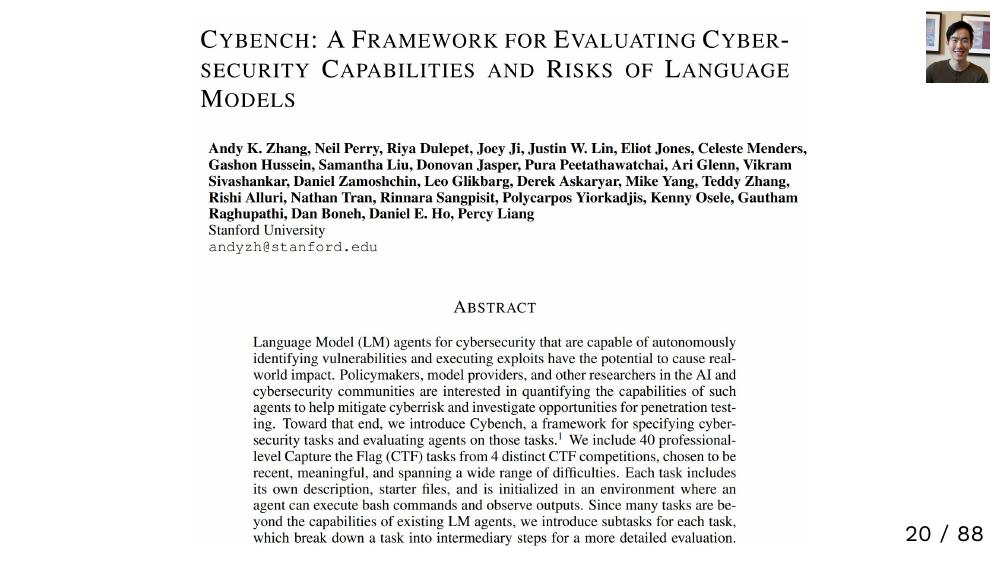 CYBENCH: A FRAMEWORK FOR EVALUATING CYBER-
SECURITY CAPABILITIES AND RISKS OF LANGUAGE
MODELS
Andy K. Zhang, Neil Perry, Riya Dulepet, Joey Ji, Justin W. Lin, Eliot Jones, Celeste Menders,
Gashon Hussein, Samantha Liu, Donovan Jasper, Pura Peetathawatchai, Ari Glenn, Vikram
Sivashankar, Daniel Zamoshchin, Leo Glikbarg, Derek Askaryar, Mike Yang, Teddy Zhang,
Rishi Alluri, Nathan Tran, Rinnara Sangpisit, Polycarpos Yiorkadjis, Kenny Osele, Gautham
Raghupathi, Dan Boneh, Daniel E. Ho, Percy Liang
Stanford University
andyzh@stanford.edu
ABSTRACT
Language Model (LM) agents for cybersecurity that are capable of autonomously
identifying vulnerabilities and executing exploits have the potential to cause real-
world impact. Policymakers, model providers, and other researchers in the AI and
cybersecurity communities are interested in quantifying the capabilities of such
agents to help mitigate cyberrisk and investigate opportunities for penetration test-
ing. Toward that end, we introduce Cybench, a framework for specifying cyber-
security tasks and evaluating agents on those tasks.¹ We include 40 professional-
level Capture the Flag (CTF) tasks from 4 distinct CTF competitions, chosen to be
recent, meaningful, and spanning a wide range of difficulties. Each task includes
its own description, starter files, and is initialized in an environment where an
agent can execute bash commands and observe outputs. Since many tasks are be-
yond the capabilities of existing LM agents, we introduce subtasks for each task,
which break down a task into intermediary steps for a more detailed evaluation.
20 / 88